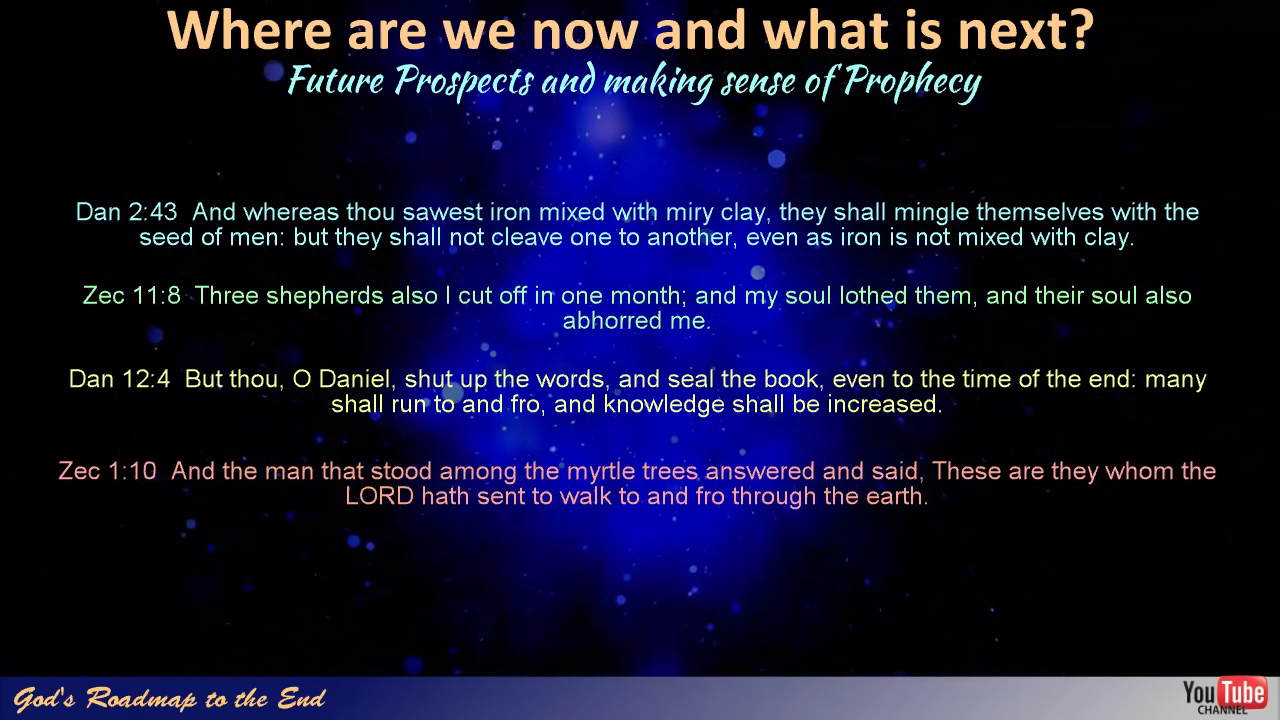 Where are we now and what is next?
Future Prospects and making sense of Prophecy
Dan 2:43  And whereas thou sawest iron mixed with miry clay, they shall mingle themselves with the
seed of men: but they shall not cleave one to another, even as iron is not mixed with clay.
Zec 11:8  Three shepherds also I cut off in one month; and my soul lothed them, and their soul also
abhorred me.
Dan 12:4  But thou, O Daniel, shut up the words, and seal the book, even to the time of the end: many
shall run to and fro, and knowledge shall be increased.
Zec 1:10  And the man that stood among the myrtle trees answered and said, These are they whom the
LORD hath sent to walk to and fro through the earth.
God's Roadmap to the End
YouTube
CHANNEL